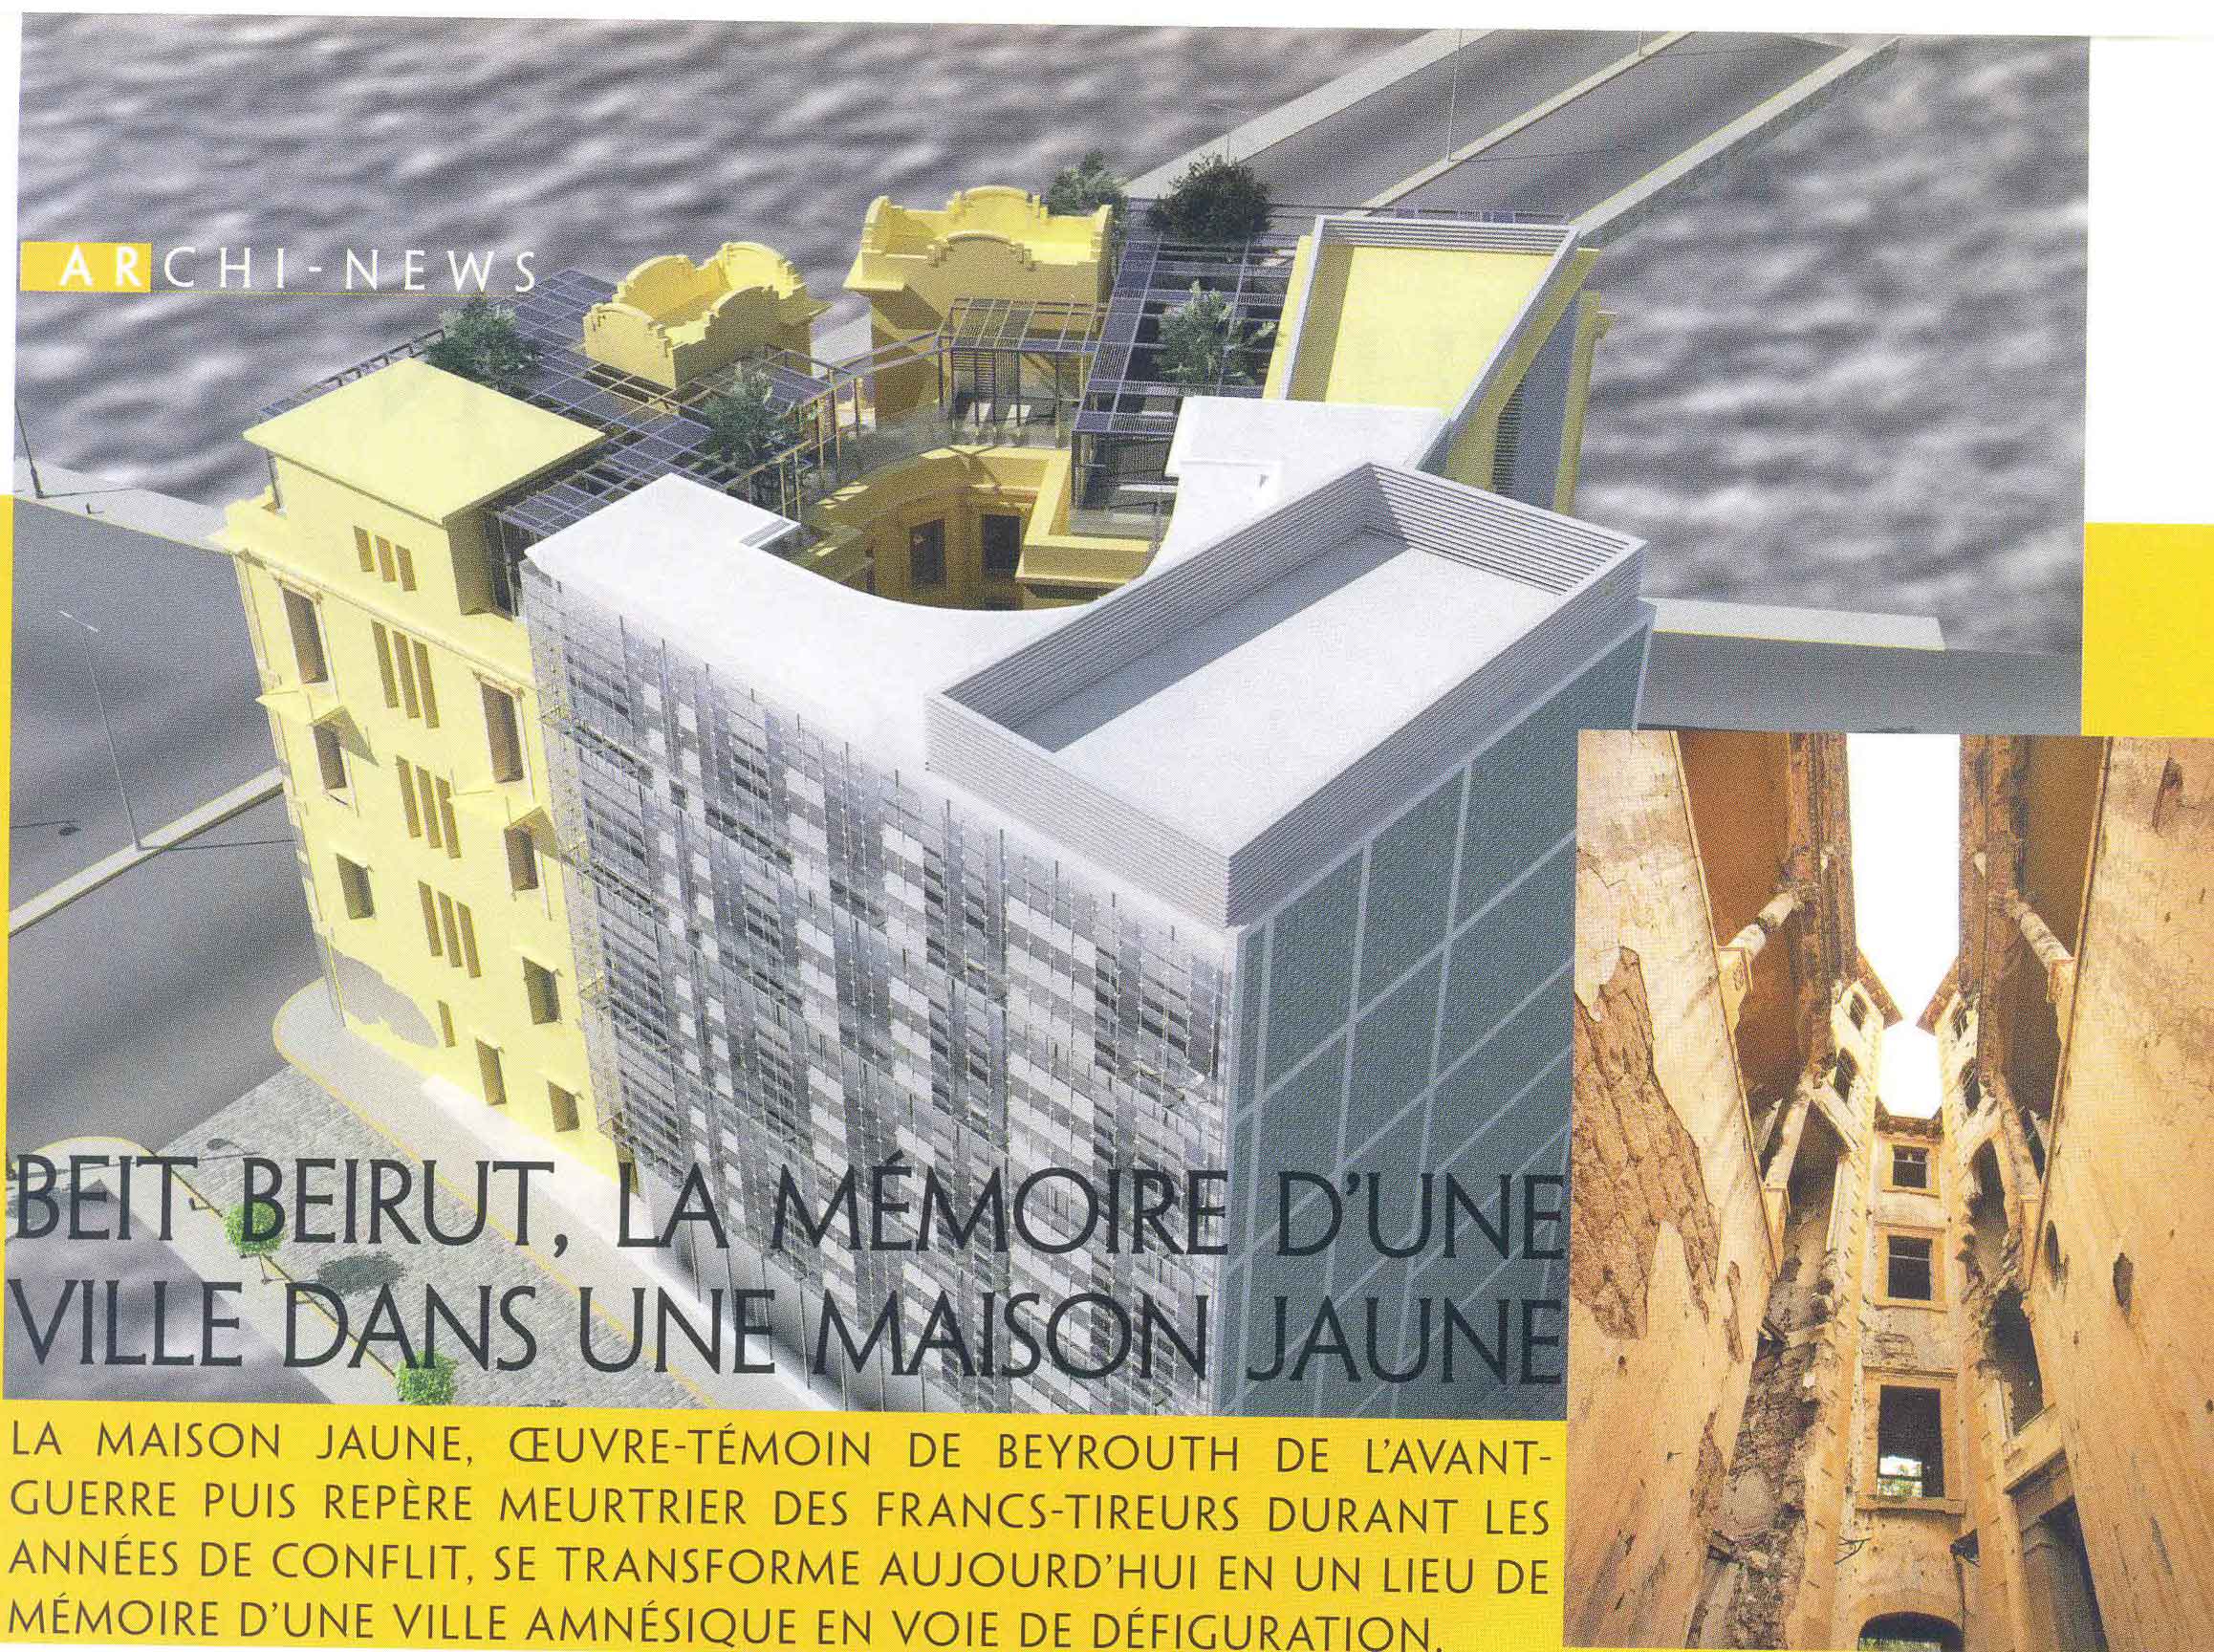 ARCHI-NEWS
BEIT BEIRUT, LA MÉMOIRE D'UNE
VILLE DANS UNE MAISON JAUNE
LA MAISON JAUNE, ŒUVRE-TÉMOIN DE BEYROUTH DE L'AVANT-
GUERRE PUIS REPÈRE MEURTRIER DES FRANCS-TIREURS DURANT LES
ANNÉES DE CONFLIT, SE TRANSFORME AUJOURD'HUI EN UN LIEU DE
MÉMOIRE D'UNE VILLE AMNÉSIQUE EN VOIE DE DÉFIGURATION.